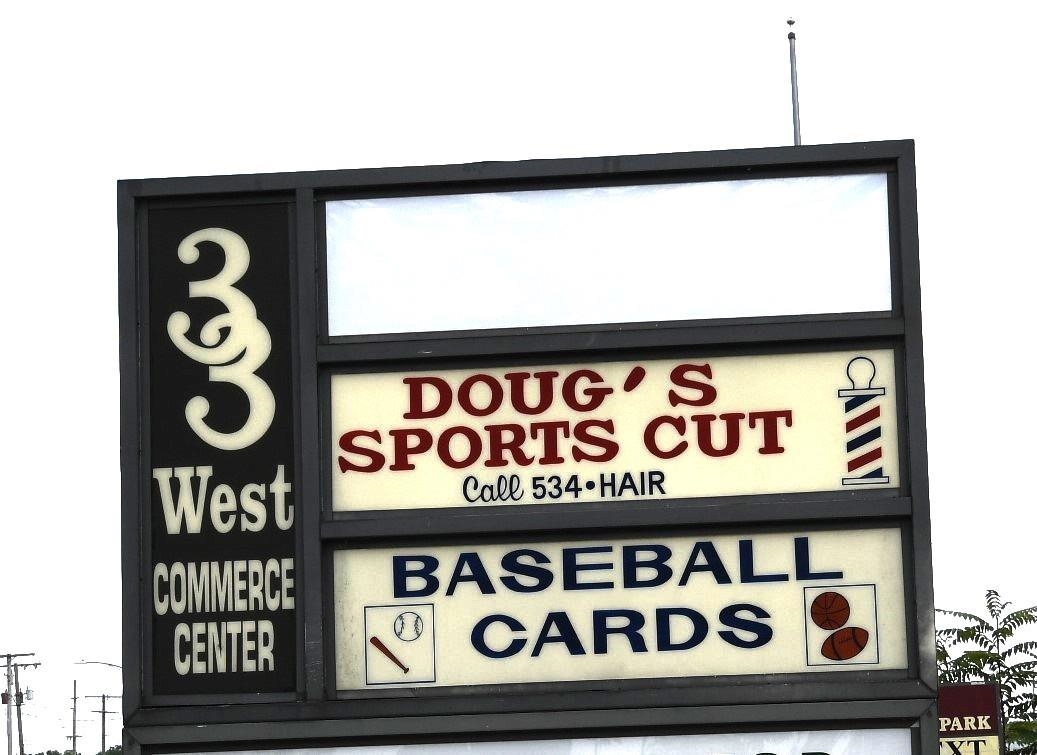 33
West
COMMERCE
CENTER
DOUG'S
SPORTS CUT
Call 534•HAIR
BASEBALL
CARDS
PARK